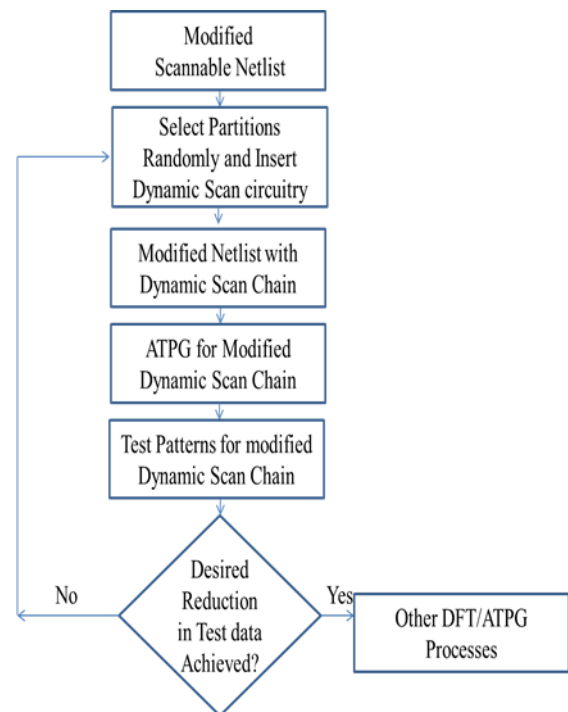 Modified
Scannable Netlist
Select Partitions
Randomly and Insert
Dynamic Scan circuitry
Modified Netlist with
Dynamic Scan Chain
ATPG for Modified
Dynamic Scan Chain
Test Patterns for modified
Dynamic Scan Chain
Desired
Reduction
in Test data
Achieved?
No
Yes
Other DFT/ATPG
Processes